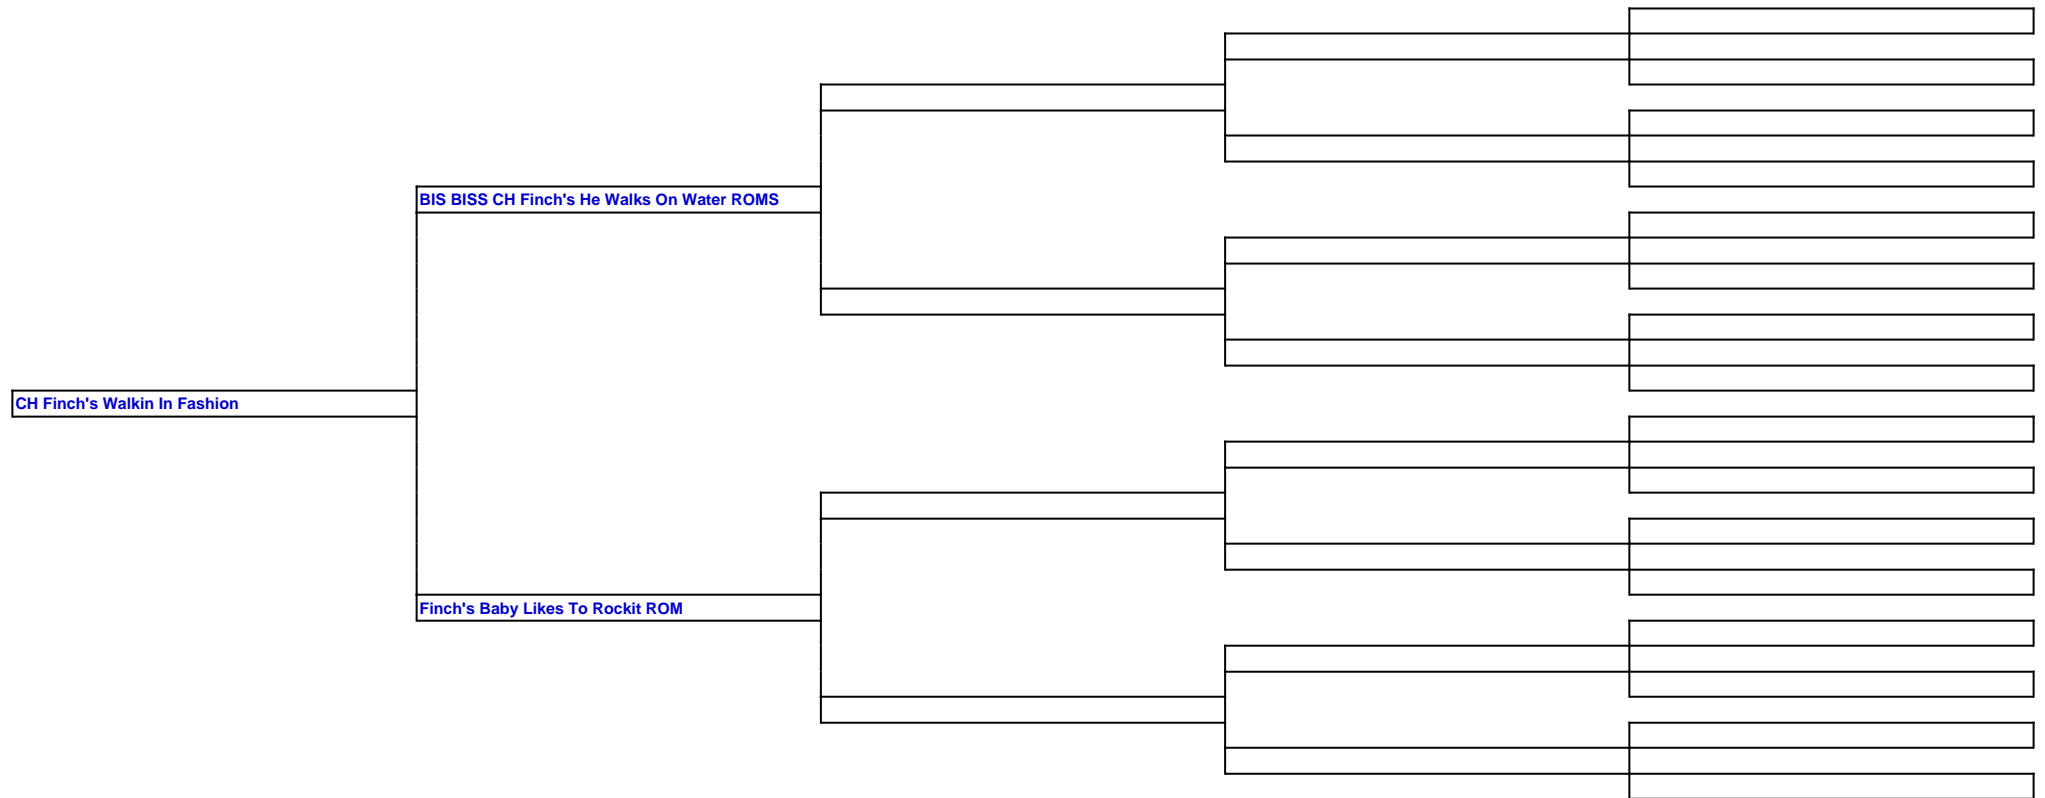 BIS BISS CH Finch's He Walks On Water ROMS
CH Finch's Walkin In Fashion
Finch's Baby Likes To Rockit ROM